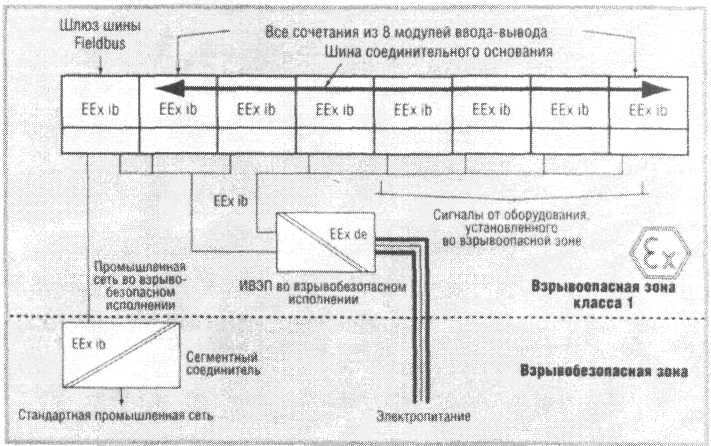 Шлюз шины
Fieldbus
Все сочетания из 8 модулей ввода-вывода
Шина соединительного основания
EEx ib
EEx ib
EEx ib
EEx ib
EEx ib
EEx ib
EEx ib
EEx ib
EEx ib
EEx de
Сигналы от оборудования,
установленного
во взрывоопасной зоне
Ex
Промышленная
сеть во взрыво-
безопасном
исполнении
ИВЭП во взрывобезопасном
исполнении
Взрывоопасная зона
класса 1
EEx ib
Сегментный
соединитель
Взрывобезопасная зона
Стандартная промышленная сеть
Электропитание